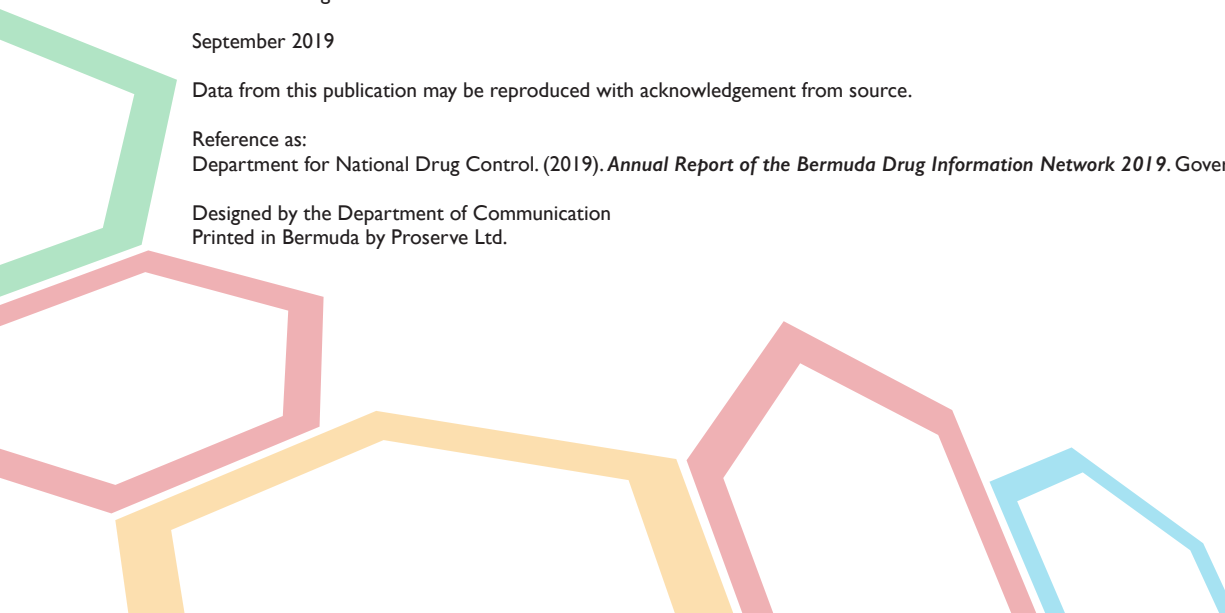 September 2019
Data from this publication may be reproduced with acknowledgement from source.
Reference as:
Department for National Drug Control. (2019). Annual Report of the Bermuda Drug Information Network 2019. Gover
Designed by the Department of Communication
Printed in Bermuda by Proserve Ltd.